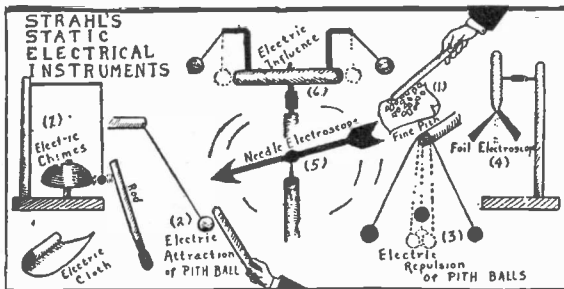 STRAHL'S
STATIC
ELECTRICAL
INSTRUMENTS
Electric
Influence
(6)
(1)
Fine Pith
Foil Electroscope
(4)
Needle Electroscope
(5)
(7)
Electric
Chimes
Rod
Electric Cloth
(2)
Electric
Attraction
of PITH BALL
(3)
Electric
Repulsion
of PITH BALLS